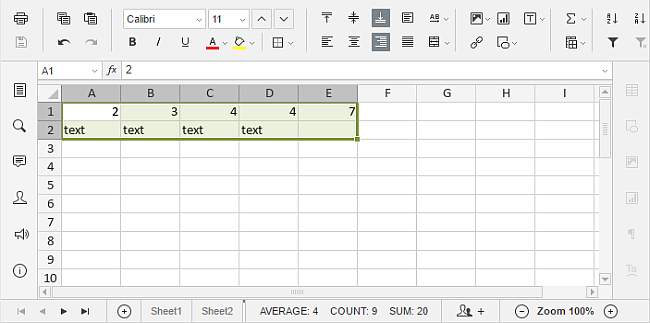 Calibri 11
AB
B I U A
A1 fx 2
A B C D E F G H I
1 2 3 4 4 7
2 text text text text
3
4
5
6
7
8
9
10
Sheet1 Sheet2 AVERAGE: 4 COUNT: 9 SUM: 20 + Zoom 100%